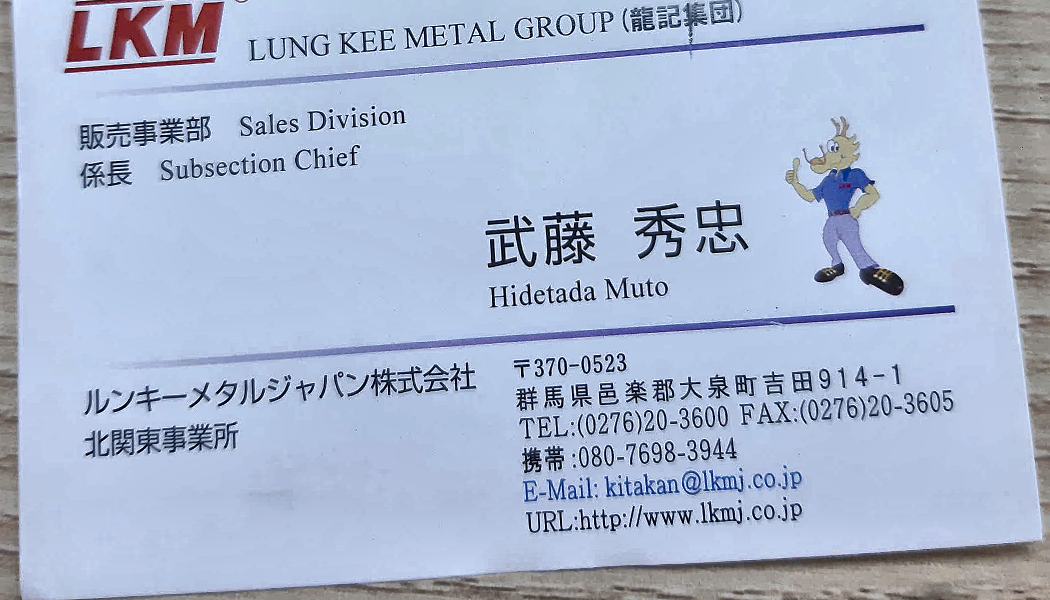 LKM
LUNG KEE METAL GROUP (龍記集団)
販売事業部 Sales Division
係長 Subsection Chief
LKM
武藤 秀忠
Hidetada Muto
ルンキーメタルジャパン株式会社
北関東事業所
〒370-0523
群馬県邑楽郡大泉町吉田914-1
TEL:(0276)20-3600 FAX:(0276)20-3605
携帯:080-7698-3944
E-Mail: kitakan@lkmj.co.jp
URL:http://www.lkmj.co.jp